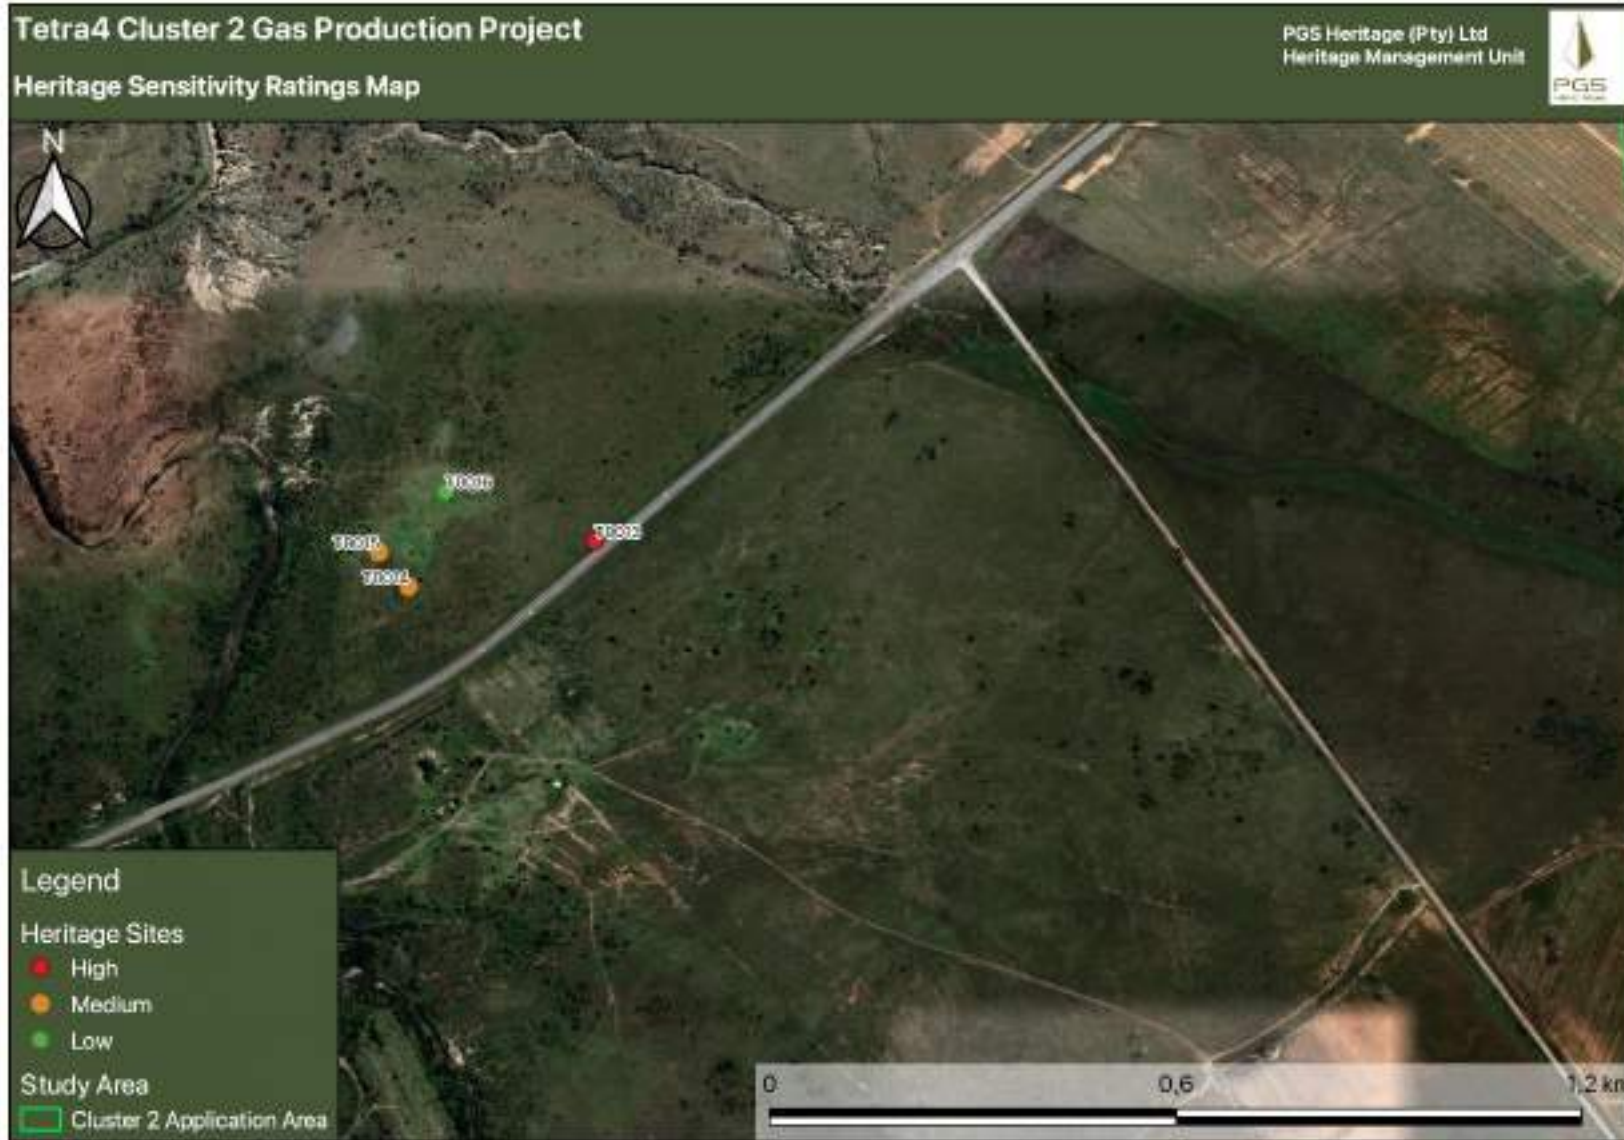 Tetra4 Cluster 2 Gas Production Project
Heritage Sensitivity Ratings Map
PGS Heritage (Pty) Ltd
Heritage Management Unit
PGS
N
Legend
Heritage Sites
High
Medium
Low
Study Area
Cluster 2 Application Area
0
0,6
1,2 km